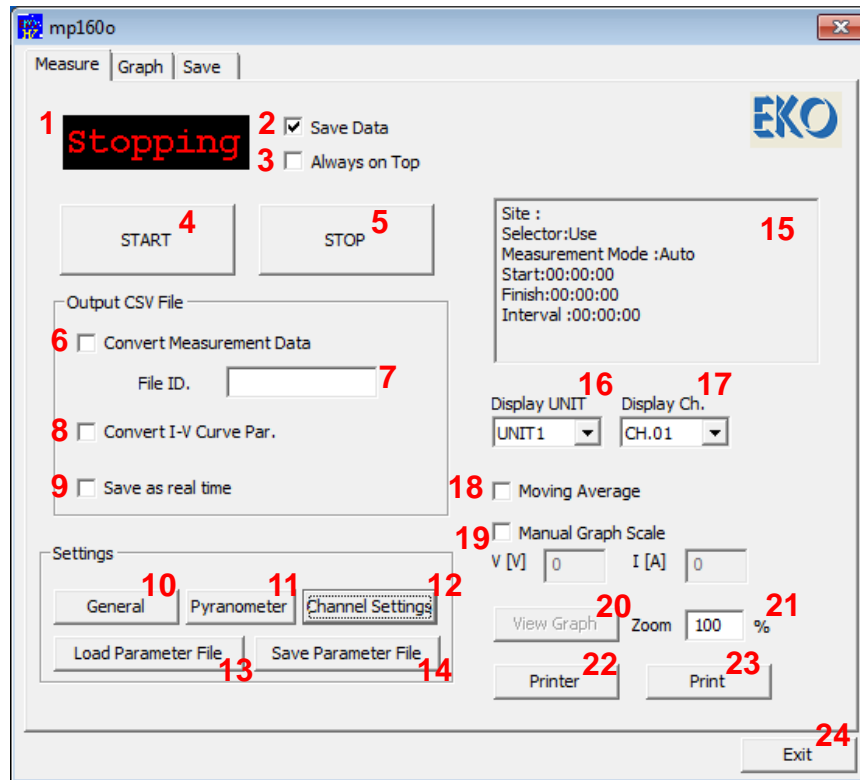 mp160o
Measure Graph Save
1 Stopping 2 Save Data
3 Always on Top
EKO
START 4 STOP 5
Site :
Selector:Use
Measurement Mode :Auto
Start:00:00:00
Finish:00:00:00
Interval :00:00:00
15
Output CSV File
6 Convert Measurement Data
File ID. 7
8 Convert I-V Curve Par.
9 Save as real time
Display UNIT 16 Display Ch. 17
UNIT1 CH.01
18 Moving Average
19 Manual Graph Scale
V [V] 0 I [A] 0
Settings
General 10 Pyranometer 11 Channel Settings 12
Load Parameter File 13 Save Parameter File 14
View Graph 20 Zoom 100 % 21
Printer 22 Print 23
Exit 24